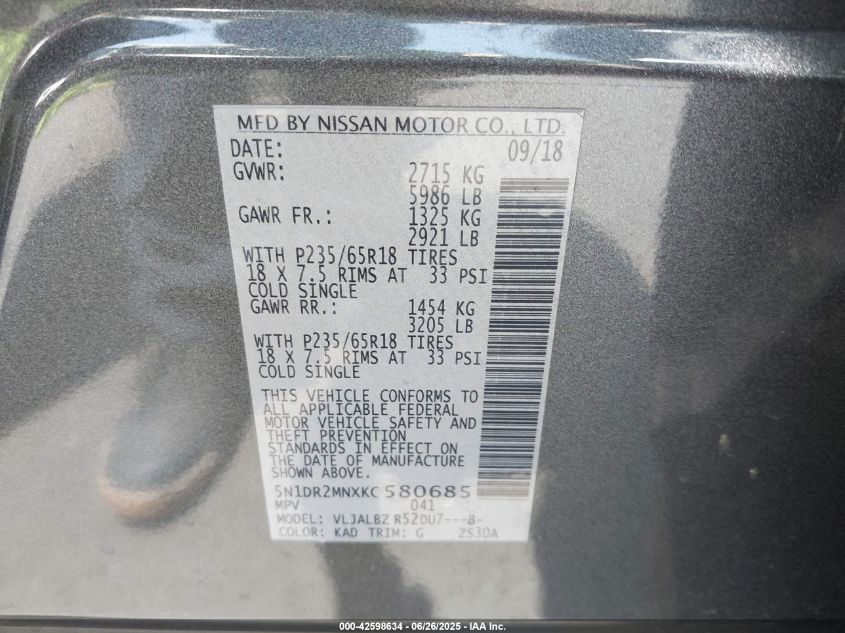 MFD BY NISSAN MOTOR CO., LTD.
DATE: 09/18
GVWR: 2715 KG
5986 LB
GAWR FR.: 1325 KG
2921 LB
WITH P235/65R18 TIRES
18 X 7.5 RIMS AT 33 PSI
COLD SINGLE
GAWR RR.: 1454 KG
3205 LB
WITH P235/65R18 TIRES
18 X 7.5 RIMS AT 33 PSI
COLD SINGLE
THIS VEHICLE CONFORMS TO
ALL APPLICABLE FEDERAL
MOTOR VEHICLE SAFETY AND
THEFT PREVENTION
STANDARDS IN EFFECT ON
THE DATE OF MANUFACTURE
SHOWN ABOVE.
5N1DR2MNXKC580685
MPV 041
MODEL: VLJALBZ R52DU7---8-
COLOR: KAD TRIM: G ZS30A
000-42598634 / 06/26/2025 - IAA Inc.